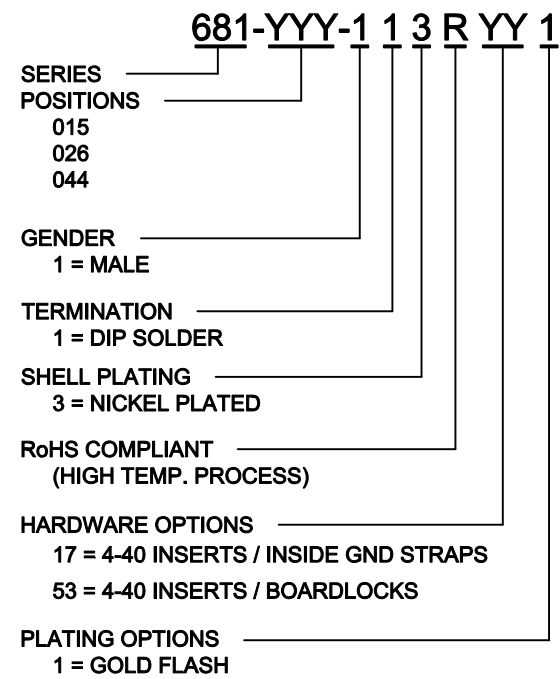 681-YYY-1 1 3 R YY 1
SERIES
POSITIONS
015
026
044
GENDER
1 = MALE
TERMINATION
1 = DIP SOLDER
SHELL PLATING
3 = NICKEL PLATED
RoHS COMPLIANT
(HIGH TEMP. PROCESS)
HARDWARE OPTIONS
17 = 4-40 INSERTS / INSIDE GND STRAPS
53 = 4-40 INSERTS / BOARDLOCKS
PLATING OPTIONS
1 = GOLD FLASH